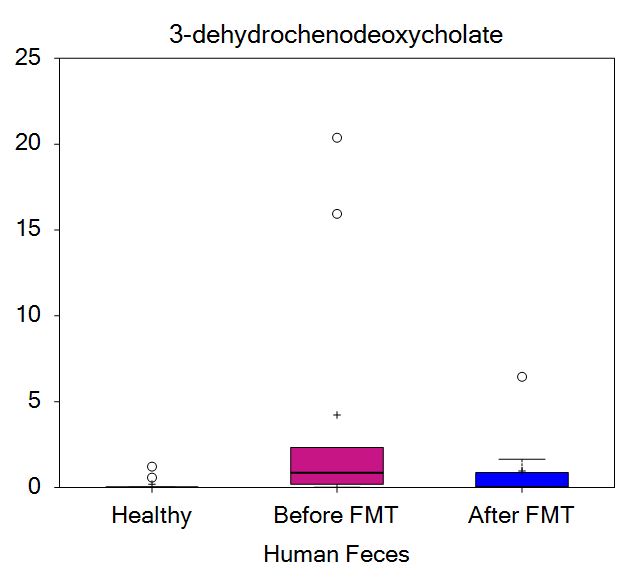 3-dehydrochenodeoxycholate
25
20
15
10
5
0
Healthy Before FMT After FMT
Human Feces